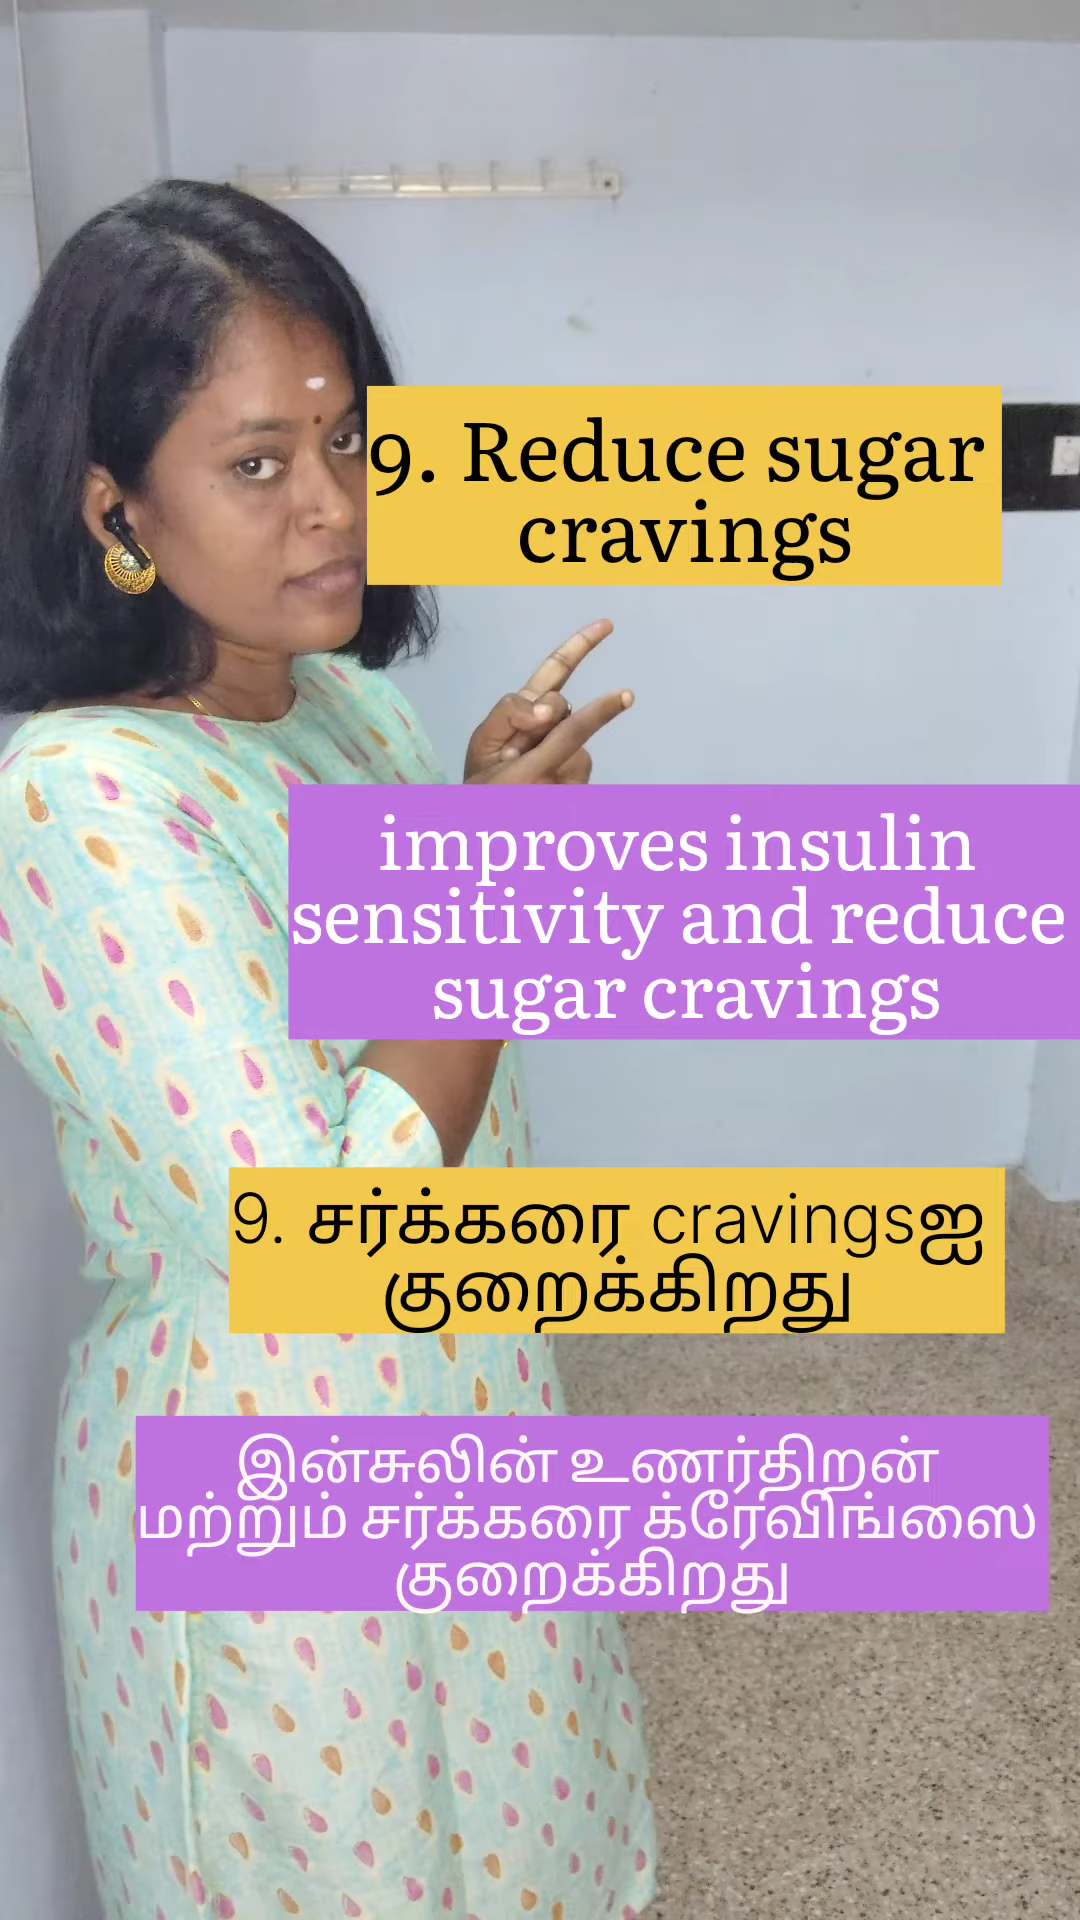 9. Reduce sugar
cravings
improves insulin
sensitivity and reduce
sugar cravings
9. சர்க்கரை cravingsஐ
குறைக்கிறது
இன்சுலின் உணர்திறன்
மற்றும் சர்க்கரை க்ரேவிங்ஸை
குறைக்கிறது